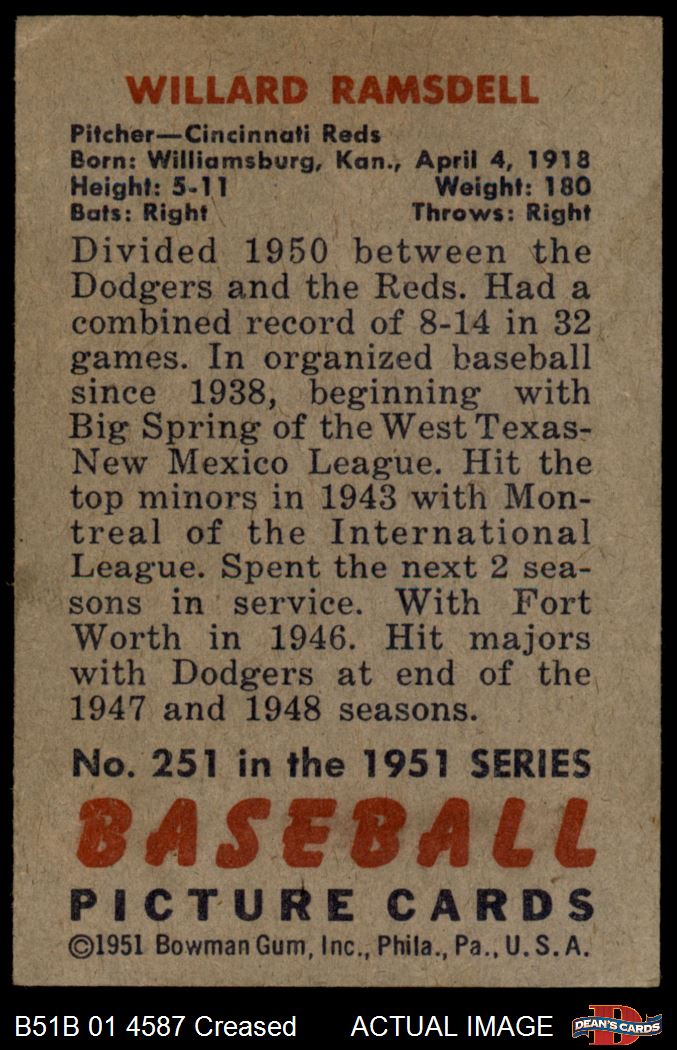 WILLARD RAMSDELL
Pitcher—Cincinnati Reds
Born: Williamsburg, Kan., April 4, 1918
Height: 5-11 Weight: 180
Bats: Right Throws: Right
Divided 1950 between the
Dodgers and the Reds. Had a
combined record of 8-14 in 32
games. In organized baseball
since 1938, beginning with
Big Spring of the West Texas-
New Mexico League. Hit the
top minors in 1943 with Mon-
treal of the International
League. Spent the next 2 sea-
sons in service. With Fort
Worth in 1946. Hit majors
with Dodgers at end of the
1947 and 1948 seasons.
No. 251 in the 1951 SERIES
BASEBALL
PICTURE CARDS
©1951 Bowman Gum, Inc., Phila., Pa., U.S.A.
B51B 01 4587 Creased ACTUAL IMAGE
D
DEAN'S CARDS